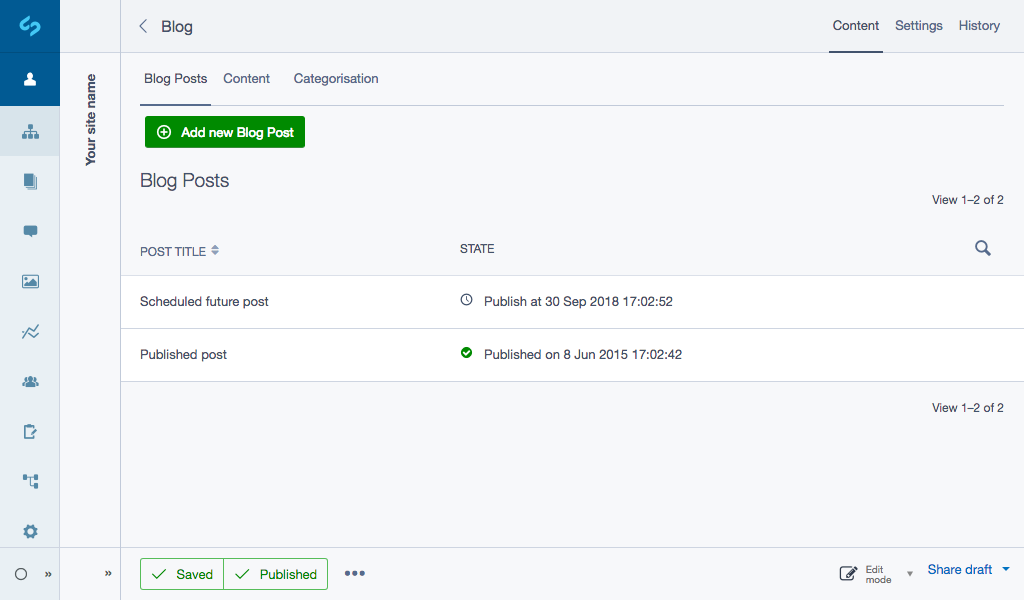 Blog
Content
Settings
History
Your site name
Blog Posts
Content
Categorisation
Add new Blog Post
Blog Posts
View 1–2 of 2
POST TITLE
STATE
Scheduled future post
Publish at 30 Sep 2018 17:02:52
Published post
Published on 8 Jun 2015 17:02:42
View 1–2 of 2
»
»
Saved
Published
Edit
mode
Share draft